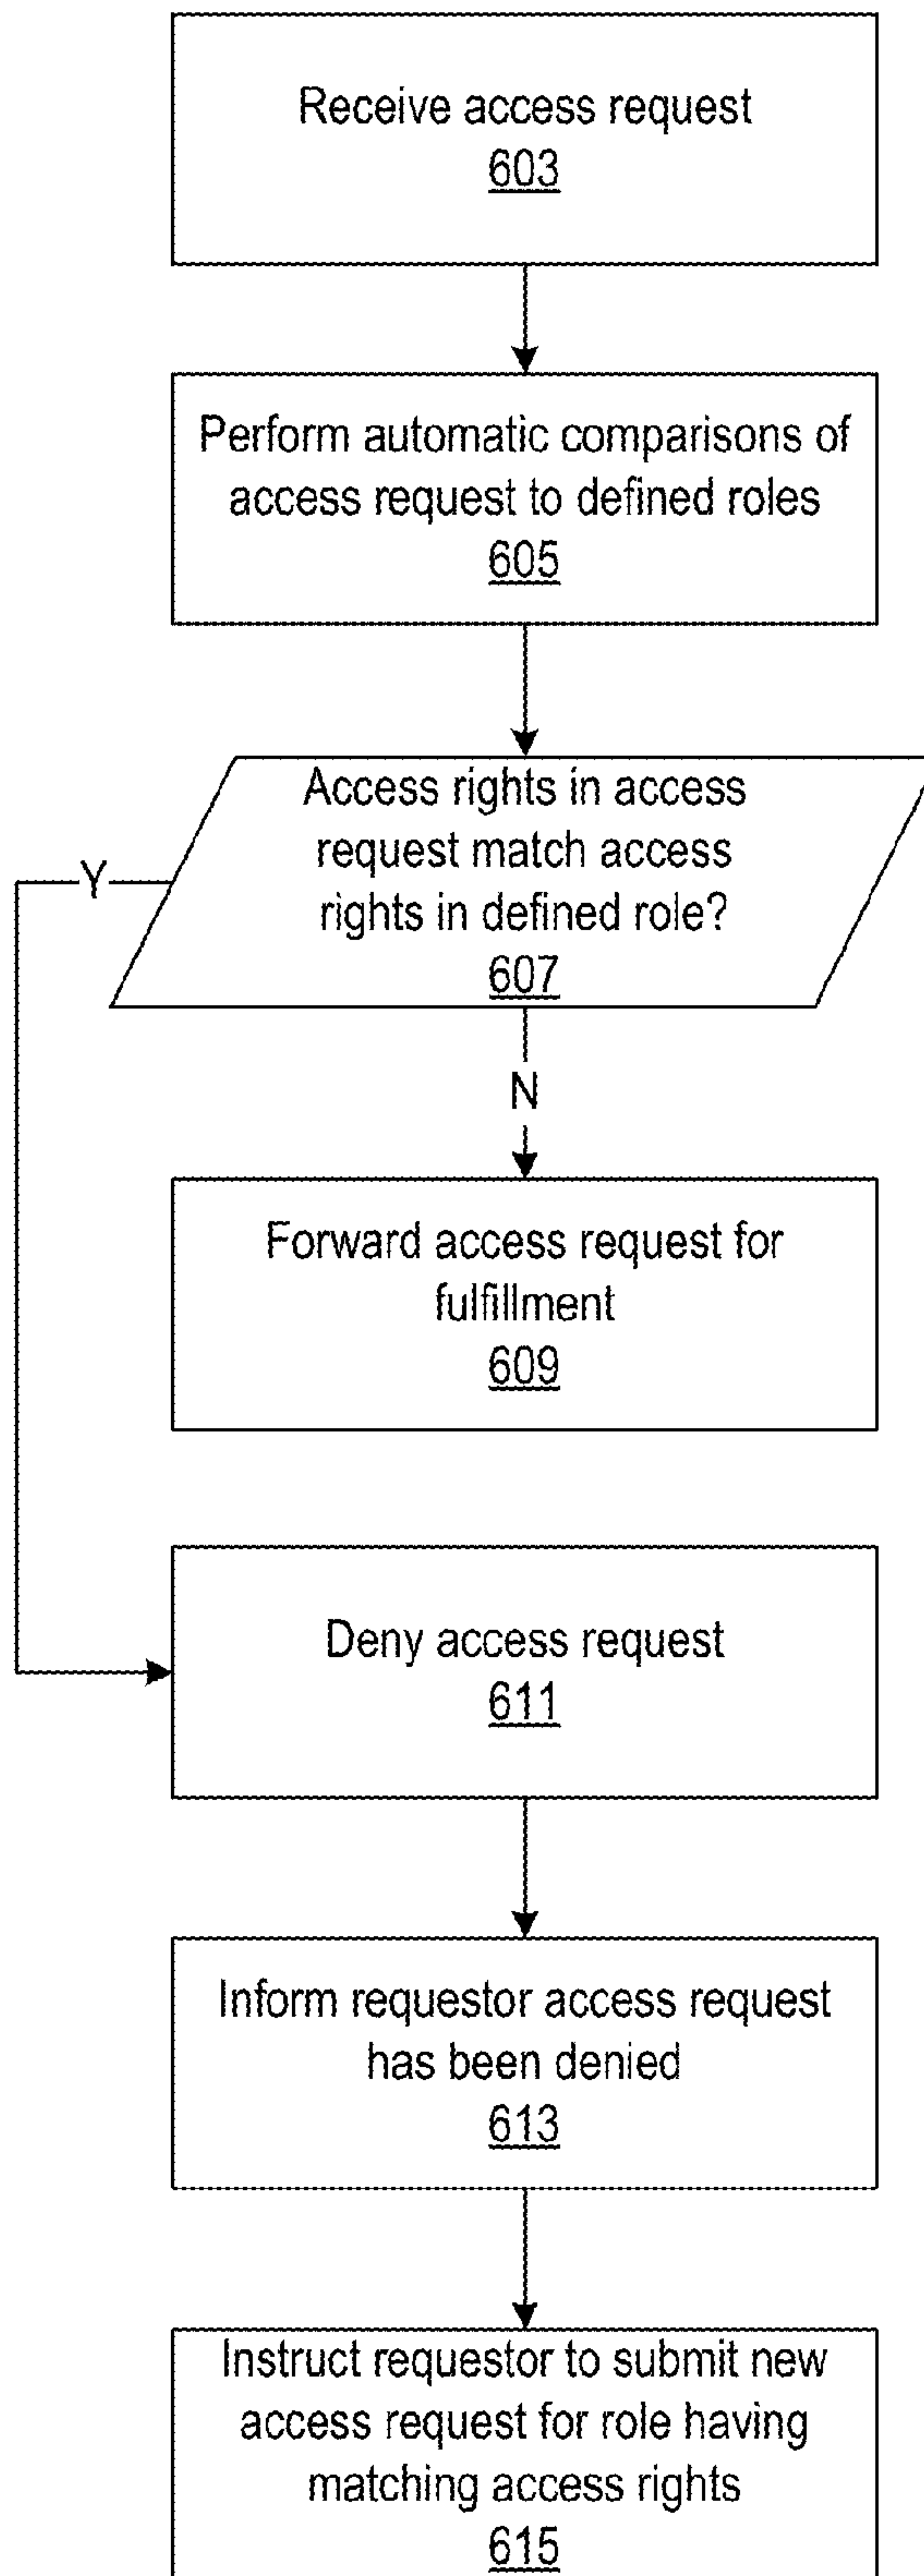 Receive access request
603
Perform automatic comparisons of
access request to defined roles
605
Access rights in access
request match access
rights in defined role?
607
Y
N
Forward access request for
fulfillment
609
Deny access request
611
Inform requestor access request
has been denied
613
Instruct requestor to submit new
access request for role having
matching access rights
615